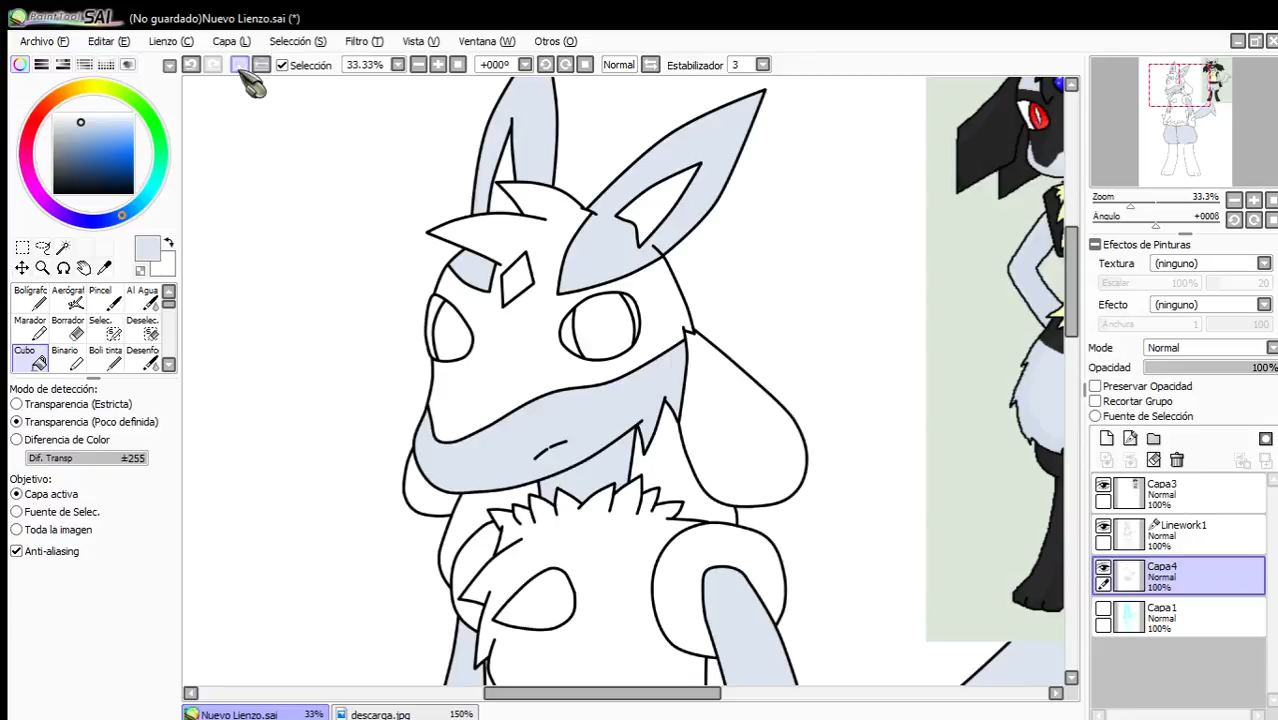 PaintTool SAI (No guardado)Nuevo Lienzo.sai (*)
Archivo (F) Editar (E) Lienzo (C) Capa (L) Selección (S) Filtro (T) Vista (V) Ventana (W) Otros (O)
Selección 33.33% +000º Normal Estabilizador 3
Zoom 33.3%
Ángulo +000ß
Efectos de Pinturas
Textura (ninguno)
Escalar 100% 20
Efecto (ninguno)
Anchura 1 100%
Mode Normal
Opacidad 100%
Preservar Opacidad
Recortar Grupo
Fuente de Selección
Capa3
Normal
100%
Linework1
Normal
100%
Capa4
Normal
100%
Capa1
Normal
100%
Bolígrafc Aerógraf Pincel Al Agua
Marador Borrador Selec. Deselec.
Cubo Binario Boli tinta Desenfo
Modo de detección:
Transparencia (Estricta)
Transparencia (Poco definida)
Diferencia de Color
Dif. Transp ±255
Objetivo:
Capa activa
Fuente de Selec.
Toda la imagen
Anti-aliasing
Nuevo Lienzo.sai 33% descarga.jpg 150%